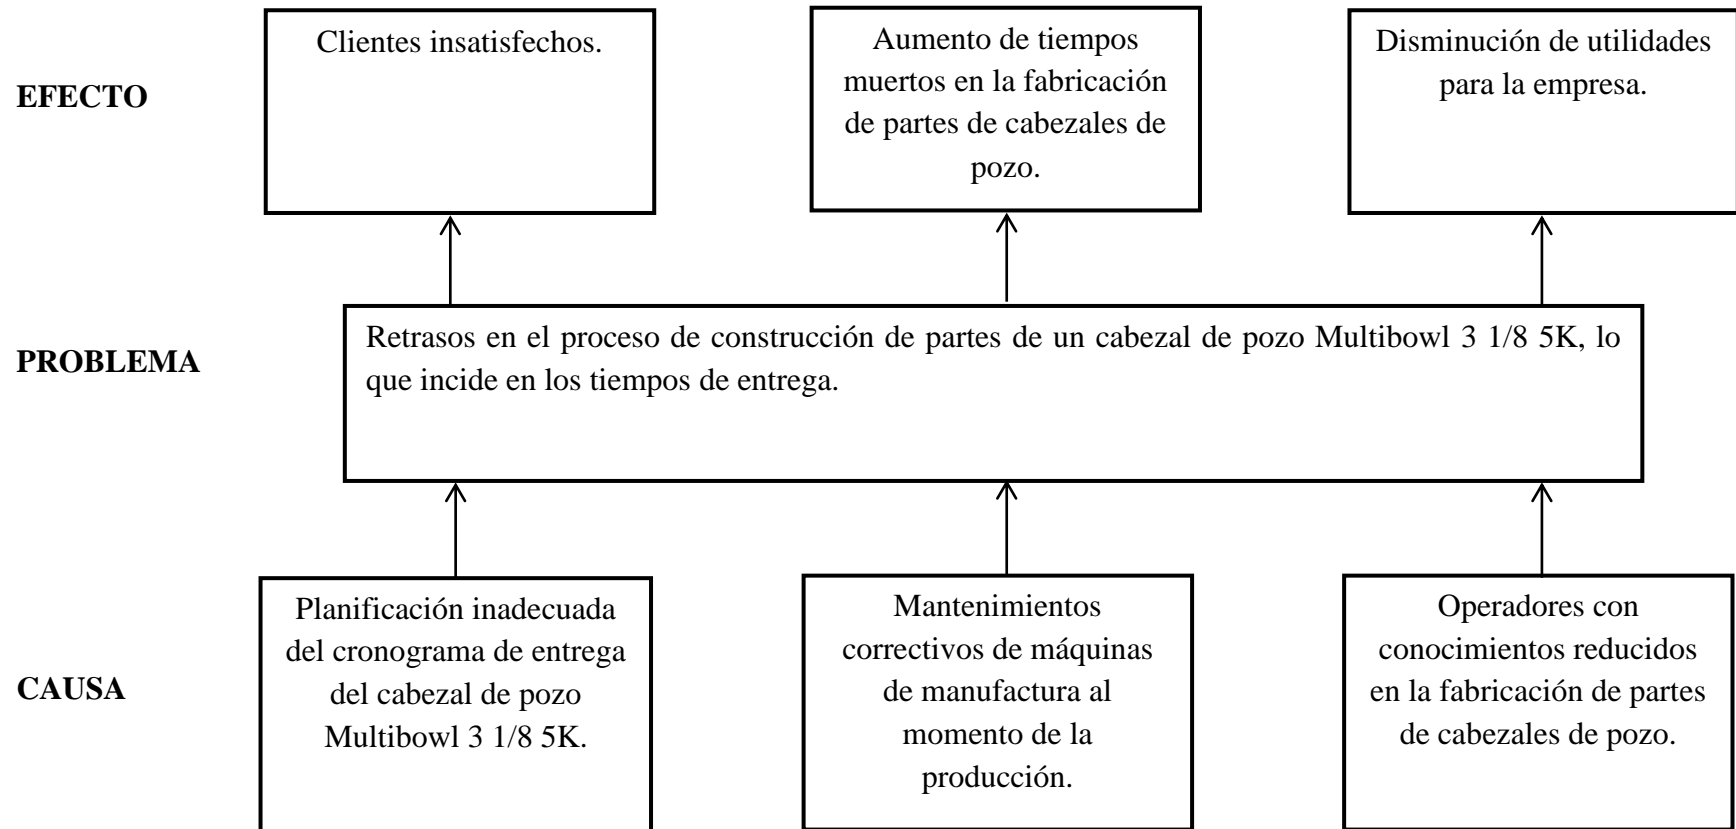 EFECTO
Clientes insatisfechos.
Aumento de tiempos
muertos en la fabricación
de partes de cabezales de
pozo.
Disminución de utilidades
para la empresa.
PROBLEMA
Retrasos en el proceso de construcción de partes de un cabezal de pozo Multibowl 3 1/8 5K, lo
que incide en los tiempos de entrega.
CAUSA
Planificación inadecuada
del cronograma de entrega
del cabezal de pozo
Multibowl 3 1/8 5K.
Mantenimientos
correctivos de máquinas
de manufactura al
momento de la
producción.
Operadores con
conocimientos reducidos
en la fabricación de partes
de cabezales de pozo.